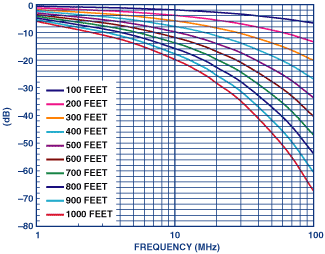 0
−10
−20
−30
−40
−50
−60
−70
−80
(dB)
100 FEET
200 FEET
300 FEET
400 FEET
500 FEET
600 FEET
700 FEET
800 FEET
900 FEET
1000 FEET
1 10 100
FREQUENCY (MHz)